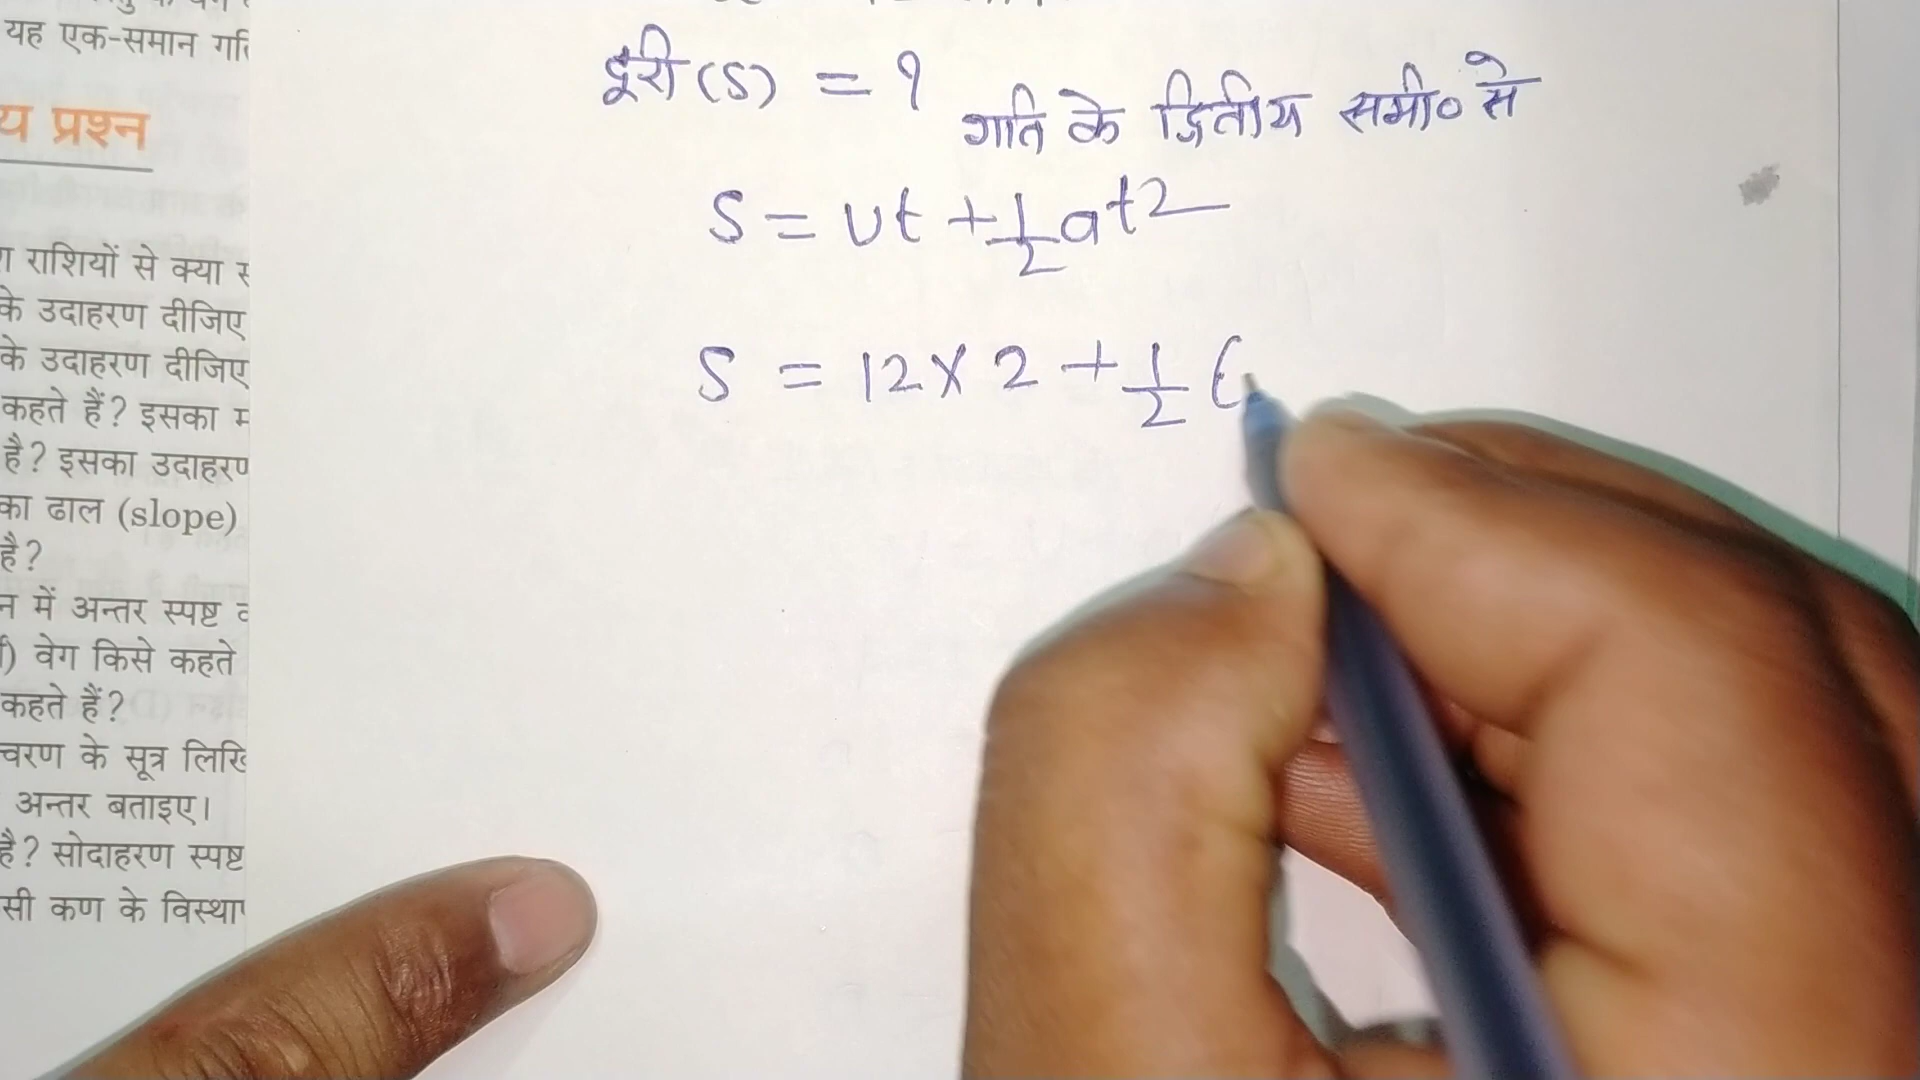 यह एक-समान
य प्रश्न
राशियों से क्या
के उदाहरण दीजिए
के उदाहरण दीजिए
कहते हैं? इसका
है? इसका उदाहरण
का ढाल (slope)
है?
में अन्तर स्पष्ट
वेग किसे कहते
कहते हैं?
चरण के सूत्र
अन्तर बताइए।
है? सोदाहरण स्पष्ट
सी कण के
दूरी (S) = ?
गति के द्वितीय समी० से
S = ut + 1/2 at2
S = 12 × 2 + 1/2 (